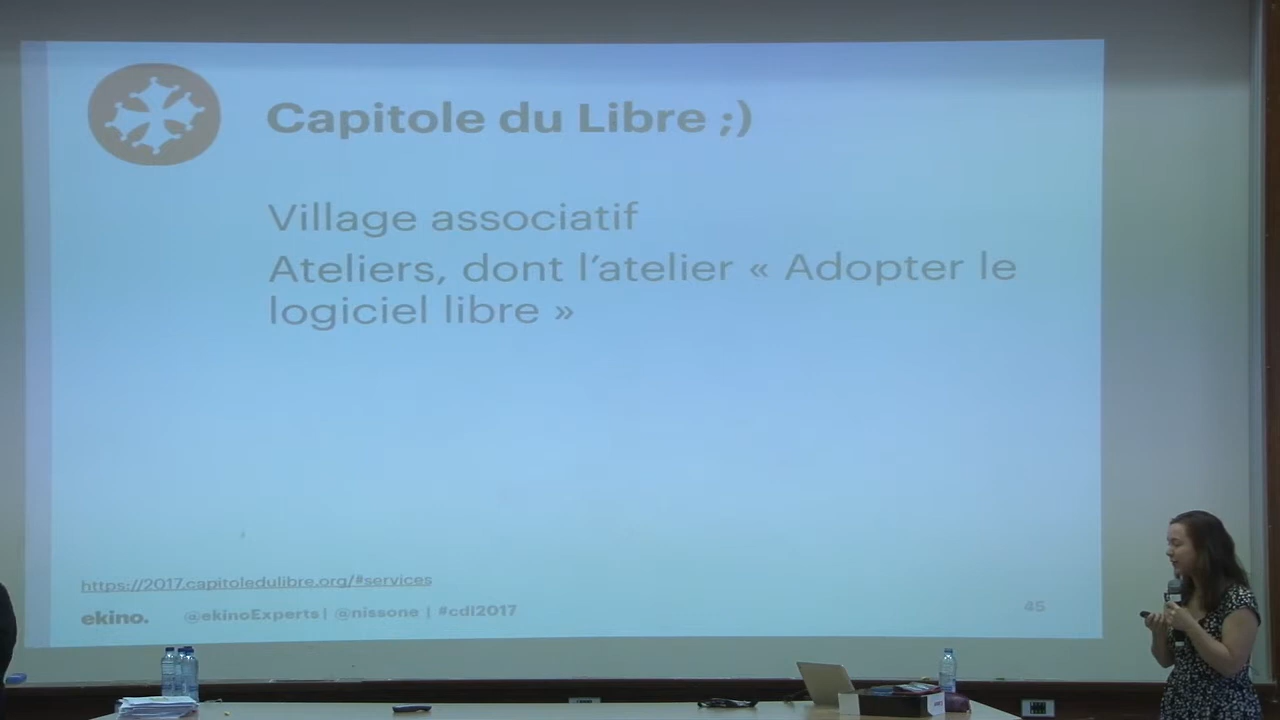 Capitole du Libre ;)
Village associatif
Ateliers, dont l'atelier « Adopter le
logiciel libre »
https://2017.capitoledulibre.org/#services
ekino. @ekinoExperts | @nissone | #cdl2017
45